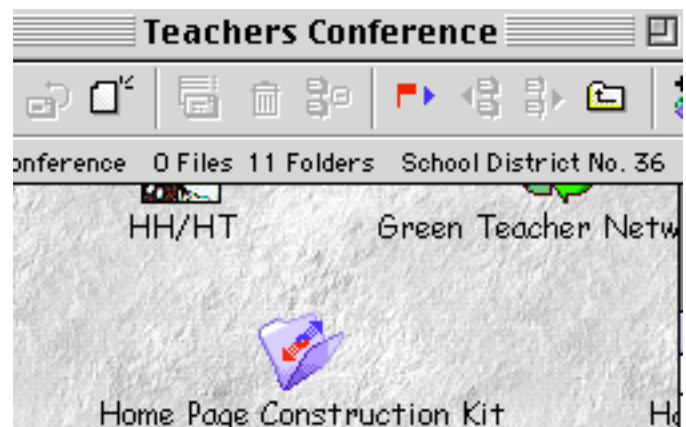 Teachers Conference
onference 0 Files 11 Folders School District No. 36
HH/HT Green Teacher Netw
Home Page Construction Kit Ho